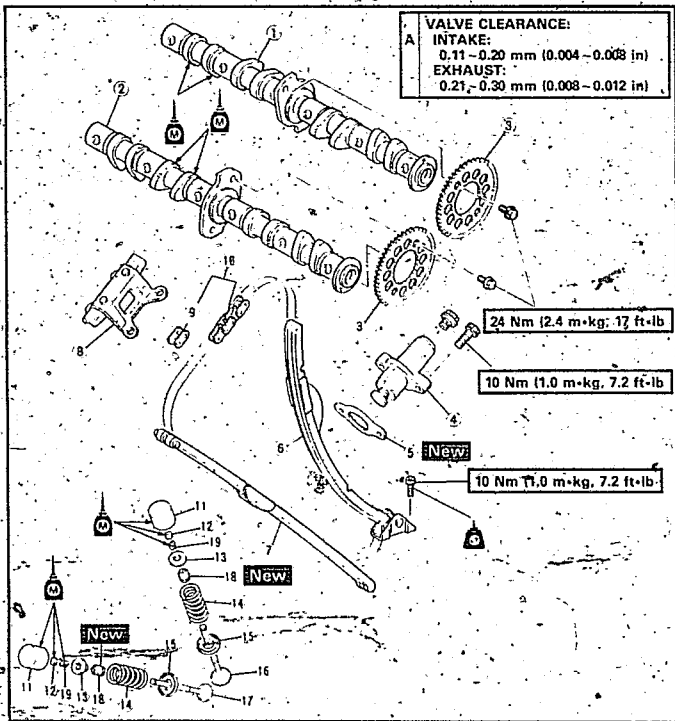 A
VALVE CLEARANCE:
INTAKE:
0.11~0.20 mm (0.004~0.008 in)
EXHAUST:
0.21~0.30 mm (0.008~0.012 in)
1
2
M
M
3
10
9
8
3
24 Nm (2.4 m•kg, 17 ft•lb
10 Nm (1.0 m•kg, 7.2 ft•lb
4
5 New
6
10 Nm (1.0 m•kg, 7.2 ft•lb
7
M
11
12
19
13
18 New
14
15
16
M
New
11
12
19
13
18
14
15
17